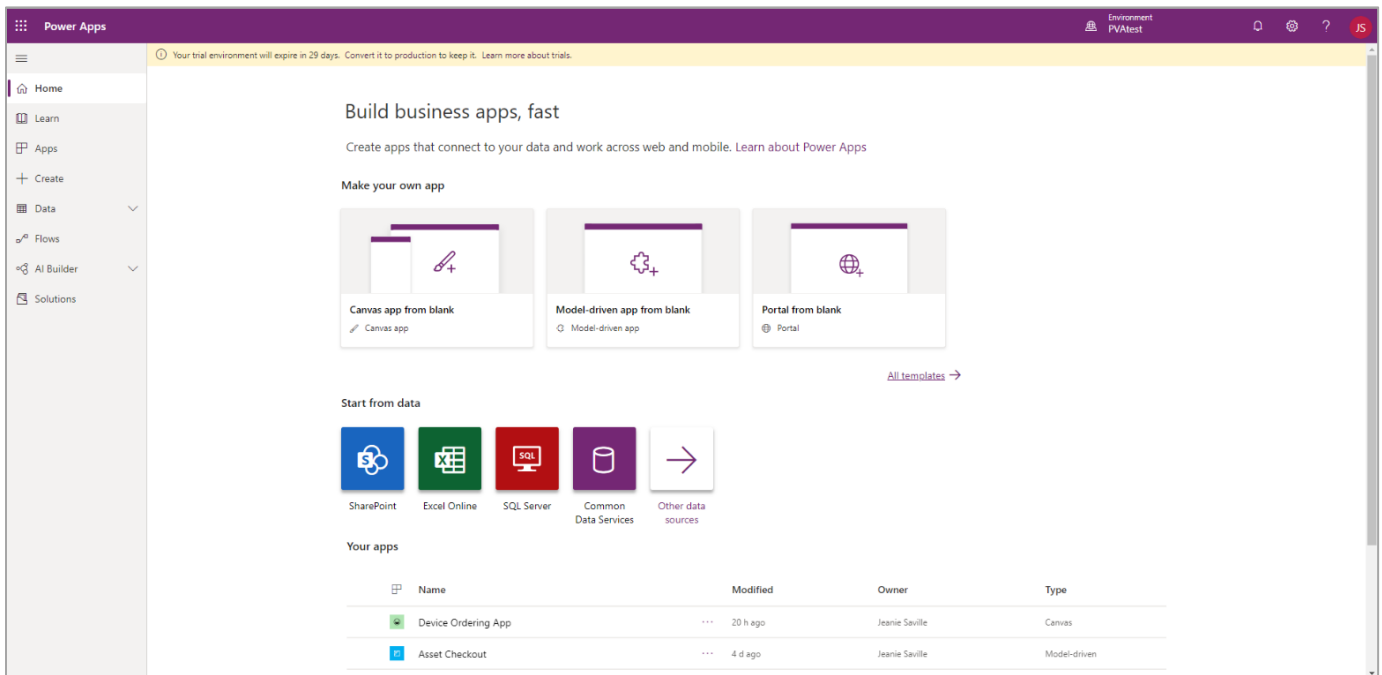 Power Apps
Environment
PVAtest
?
JS
Your trial environment will expire in 29 days. Convert it to production to keep it. Learn more about trials.
Home
Learn
Apps
Create
Data
Flows
AI Builder
Solutions
Build business apps, fast
Create apps that connect to your data and work across web and mobile. Learn about Power Apps
Make your own app
Canvas app from blank
Canvas app
Model-driven app from blank
Model-driven app
Portal from blank
Portal
All templates
Start from data
S
X
SQL
SharePoint
Excel Online
SQL Server
Common
Data Services
Other data
sources
Your apps
Name Modified Owner Type
Device Ordering App ... 20 h ago Jeanie Saville Canvas
Asset Checkout ... 4 d ago Jeanie Saville Model-driven